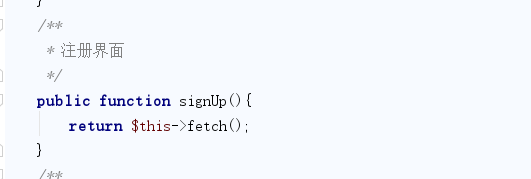 }
/**
* 注册界面
*/
public function signUp(){
return $this->fetch();
}
/**